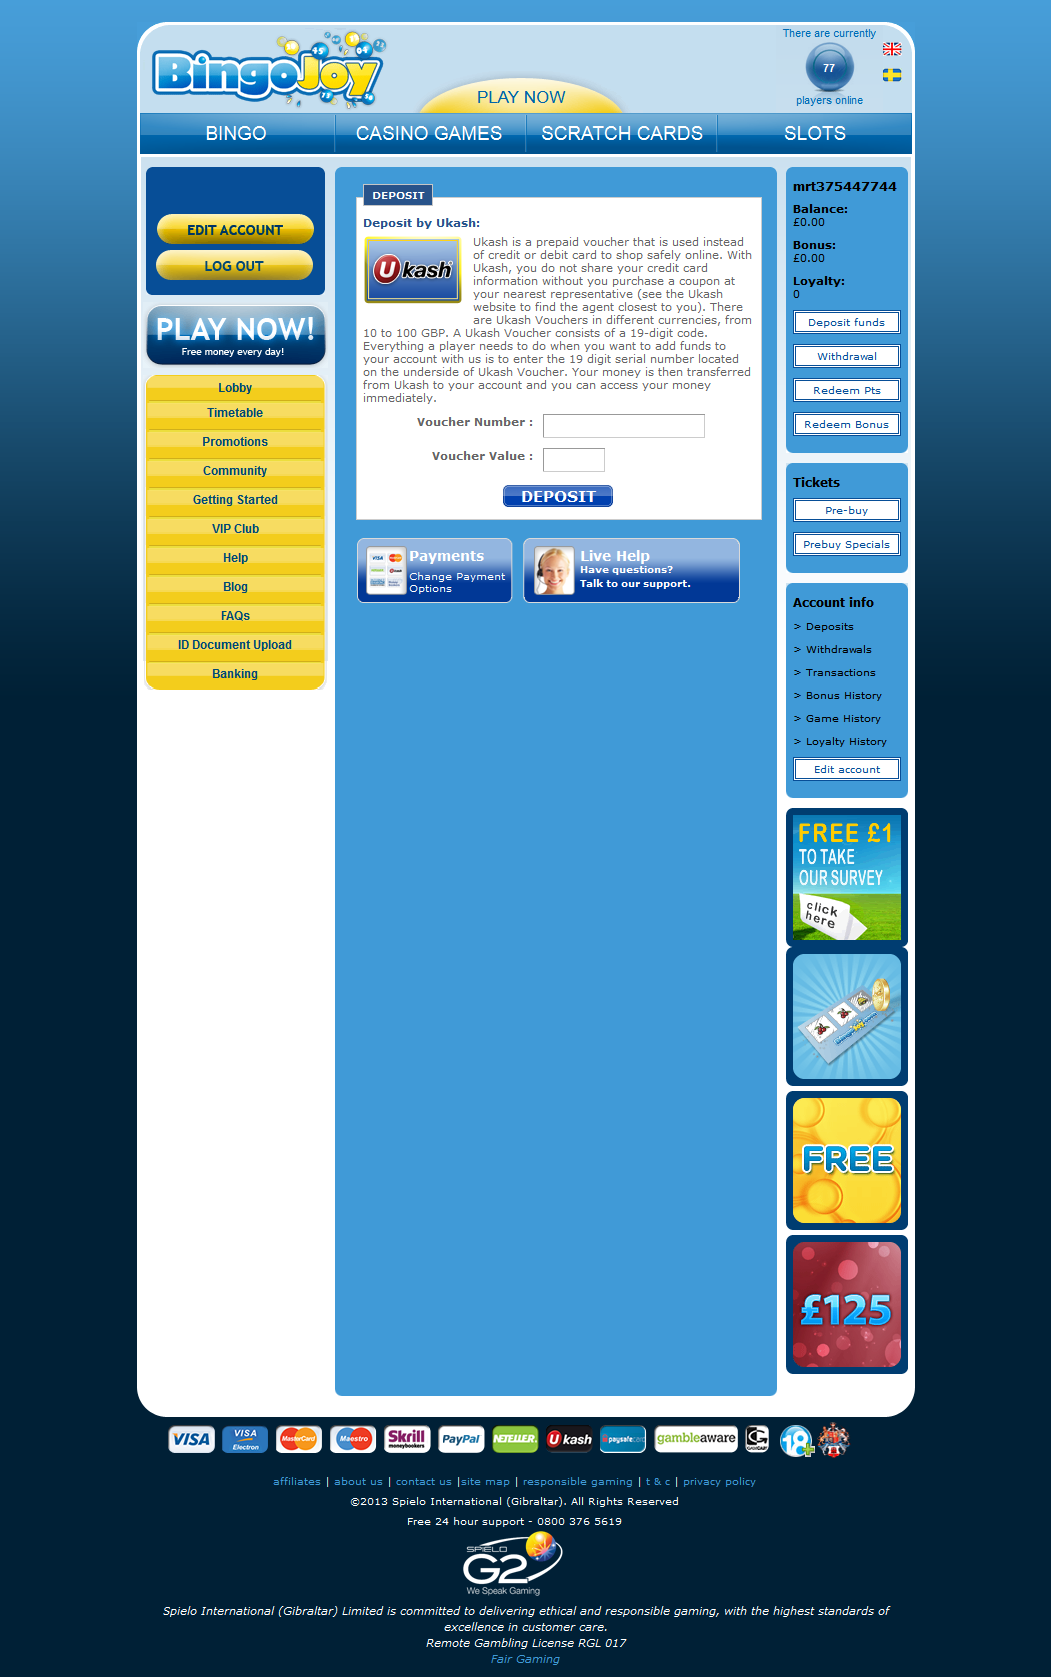 BingoJoy
There are currently
77
players online
PLAY NOW
BINGO
CASINO GAMES
SCRATCH CARDS
SLOTS
EDIT ACCOUNT
LOG OUT
PLAY NOW!
Free money every day!
Lobby
Timetable
Promotions
Community
Getting Started
VIP Club
Help
Blog
FAQs
ID Document Upload
Banking
DEPOSIT
Deposit by Ukash:
Ukash
Ukash is a prepaid voucher that is used instead
of credit or debit card to shop safely online. With
Ukash, you do not share your credit card
information without you purchase a coupon at
your nearest representative (see the Ukash
website to find the agent closest to you). There
are Ukash Vouchers in different currencies, from
10 to 100 GBP. A Ukash Voucher consists of a 19-digit code.
Everything a player needs to do when you want to add funds to
your account with us is to enter the 19 digit serial number located
on the underside of Ukash Voucher. Your money is then transferred
from Ukash to your account and you can access your money
immediately.
Voucher Number :
Voucher Value :
DEPOSIT
Payments
Change Payment
Options
Live Help
Have questions?
Talk to our support.
mrt375447744
Balance:
£0.00
Bonus:
£0.00
Loyalty:
0
Deposit funds
Withdrawal
Redeem Pts
Redeem Bonus
Tickets
Pre-buy
Prebuy Specials
Account info
> Deposits
> Withdrawals
> Transactions
> Bonus History
> Game History
> Loyalty History
Edit account
FREE £1
TO TAKE
OUR SURVEY
click
here
FREE
£125
VISA
VISA
Electron
MasterCard
Maestro
Skrill
moneybookers
PayPal
NETELLER
Ukash
paysafecard
gambleaware
18+
affiliates | about us | contact us |site map | responsible gaming | t & c | privacy policy
©2013 Spielo International (Gibraltar). All Rights Reserved
Free 24 hour support - 0800 376 5619
SPIELO
G2
We Speak Gaming
Spielo International (Gibraltar) Limited is committed to delivering ethical and responsible gaming, with the highest standards of
excellence in customer care.
Remote Gambling License RGL 017
Fair Gaming